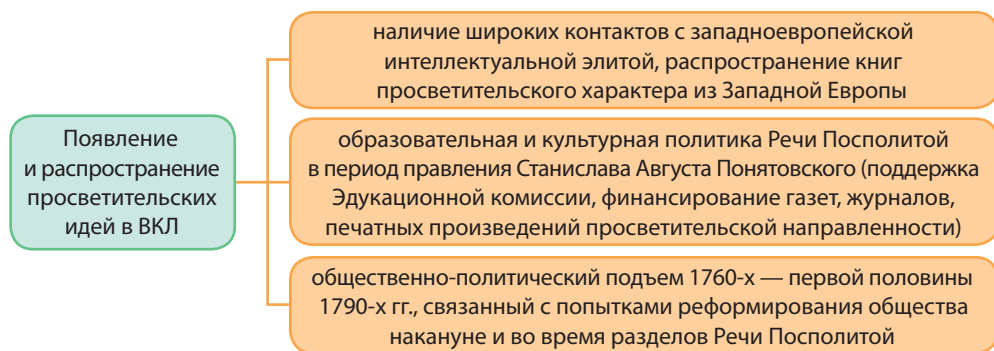 Появление
и распространение
просветительских
идей в ВКЛ
наличие широких контактов с западноевропейской
интеллектуальной элитой, распространение книг
просветительского характера из Западной Европы
образовательная и культурная политика Речи Посполитой
в период правления Станислава Августа Понятовского (поддержка
Эдукационной комиссии, финансирование газет, журналов,
печатных произведений просветительской направленности)
общественно-политический подъем 1760-х — первой половины
1790-х гг., связанный с попытками реформирования общества
накануне и во время разделов Речи Посполитой